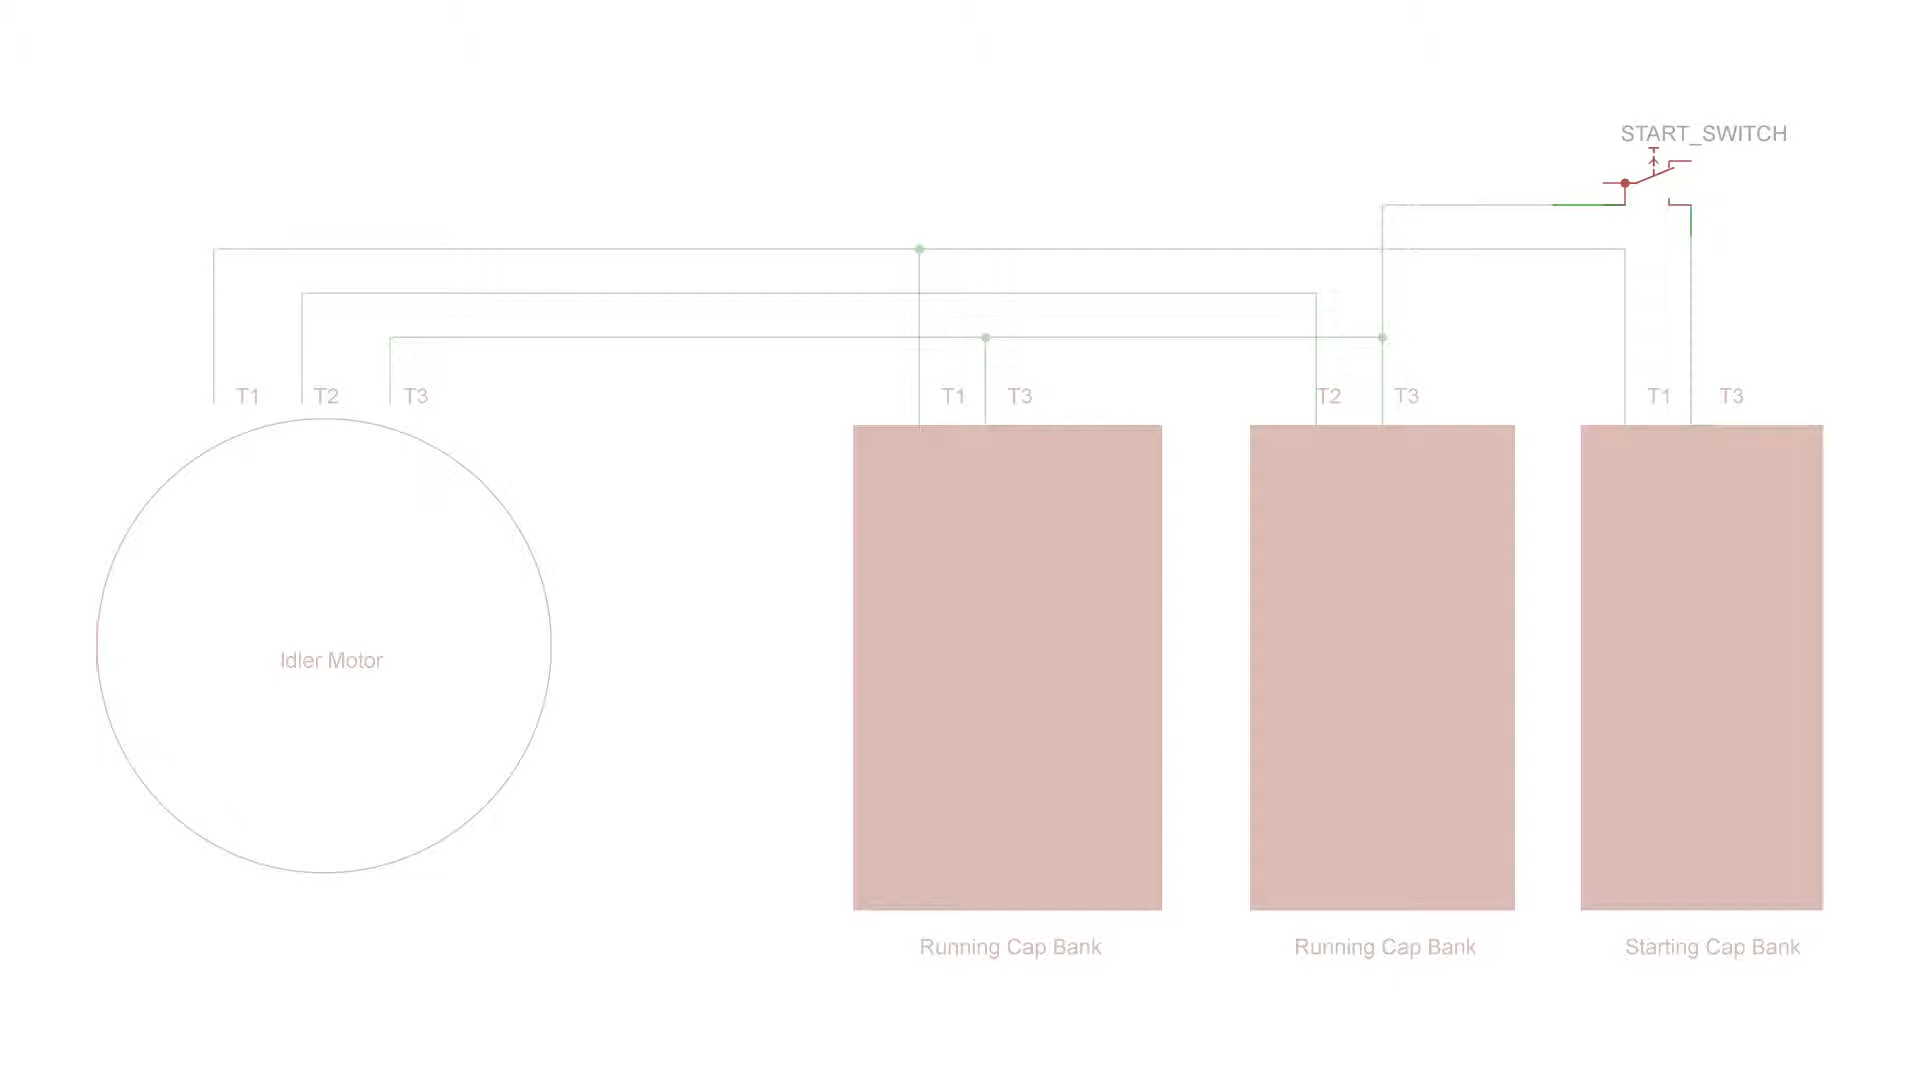 START_SWITCH
T1 T2 T3 T1 T3 T2 T3 T1 T3
Idler Motor
Running Cap Bank Running Cap Bank Starting Cap Bank